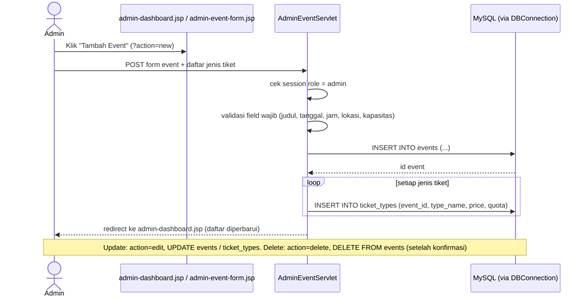 Admin
admin-dashboard.jsp / admin-event-form.jsp
AdminEventServlet
MySQL (via DBConnection)
Klik "Tambah Event" (?action=new)
POST form event + daftar jenis tiket
cek session role = admin
validasi field wajib (judul, tanggal, jam, lokasi, kapasitas)
INSERT INTO events (...)
id event
loop
[setiap jenis tiket]
INSERT INTO ticket_types (event_id, type_name, price, quota)
redirect ke admin-dashboard.jsp (daftar diperbarui)
Update: action=edit, UPDATE events / ticket_types. Delete: action=delete, DELETE FROM events (setelah konfirmasi)
Admin
admin-dashboard.jsp / admin-event-form.jsp
AdminEventServlet
MySQL (via DBConnection)